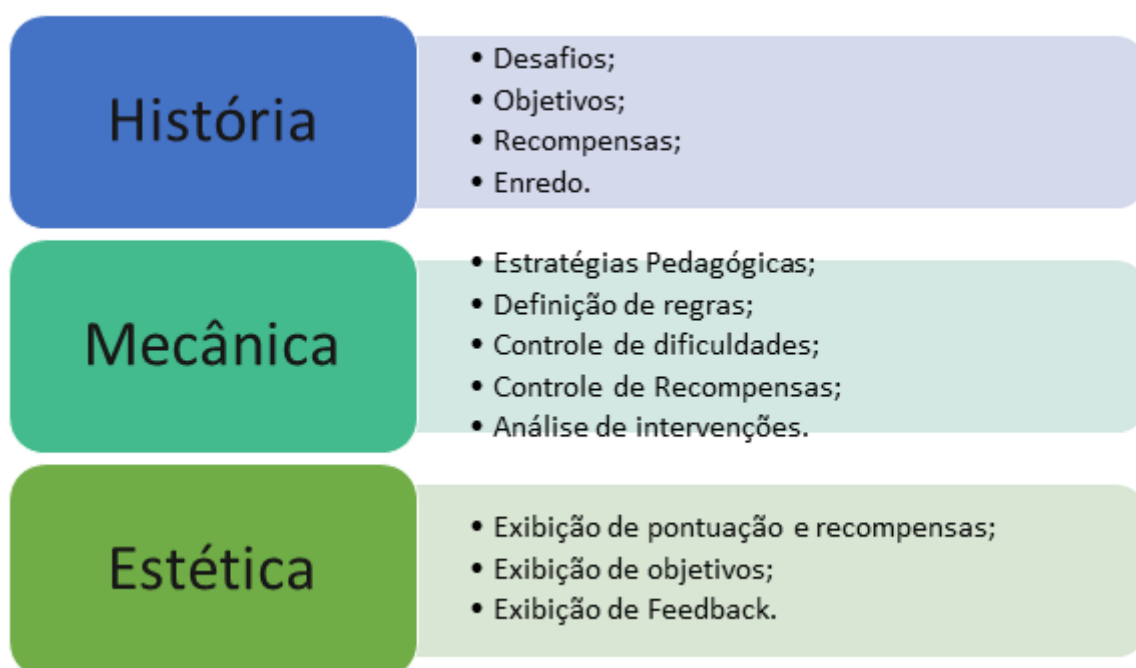 História
• Desafios;
• Objetivos;
• Recompensas;
• Enredo.
Mecânica
• Estratégias Pedagógicas;
• Definição de regras;
• Controle de dificuldades;
• Controle de Recompensas;
• Análise de intervenções.
Estética
• Exibição de pontuação e recompensas;
• Exibição de objetivos;
• Exibição de Feedback.